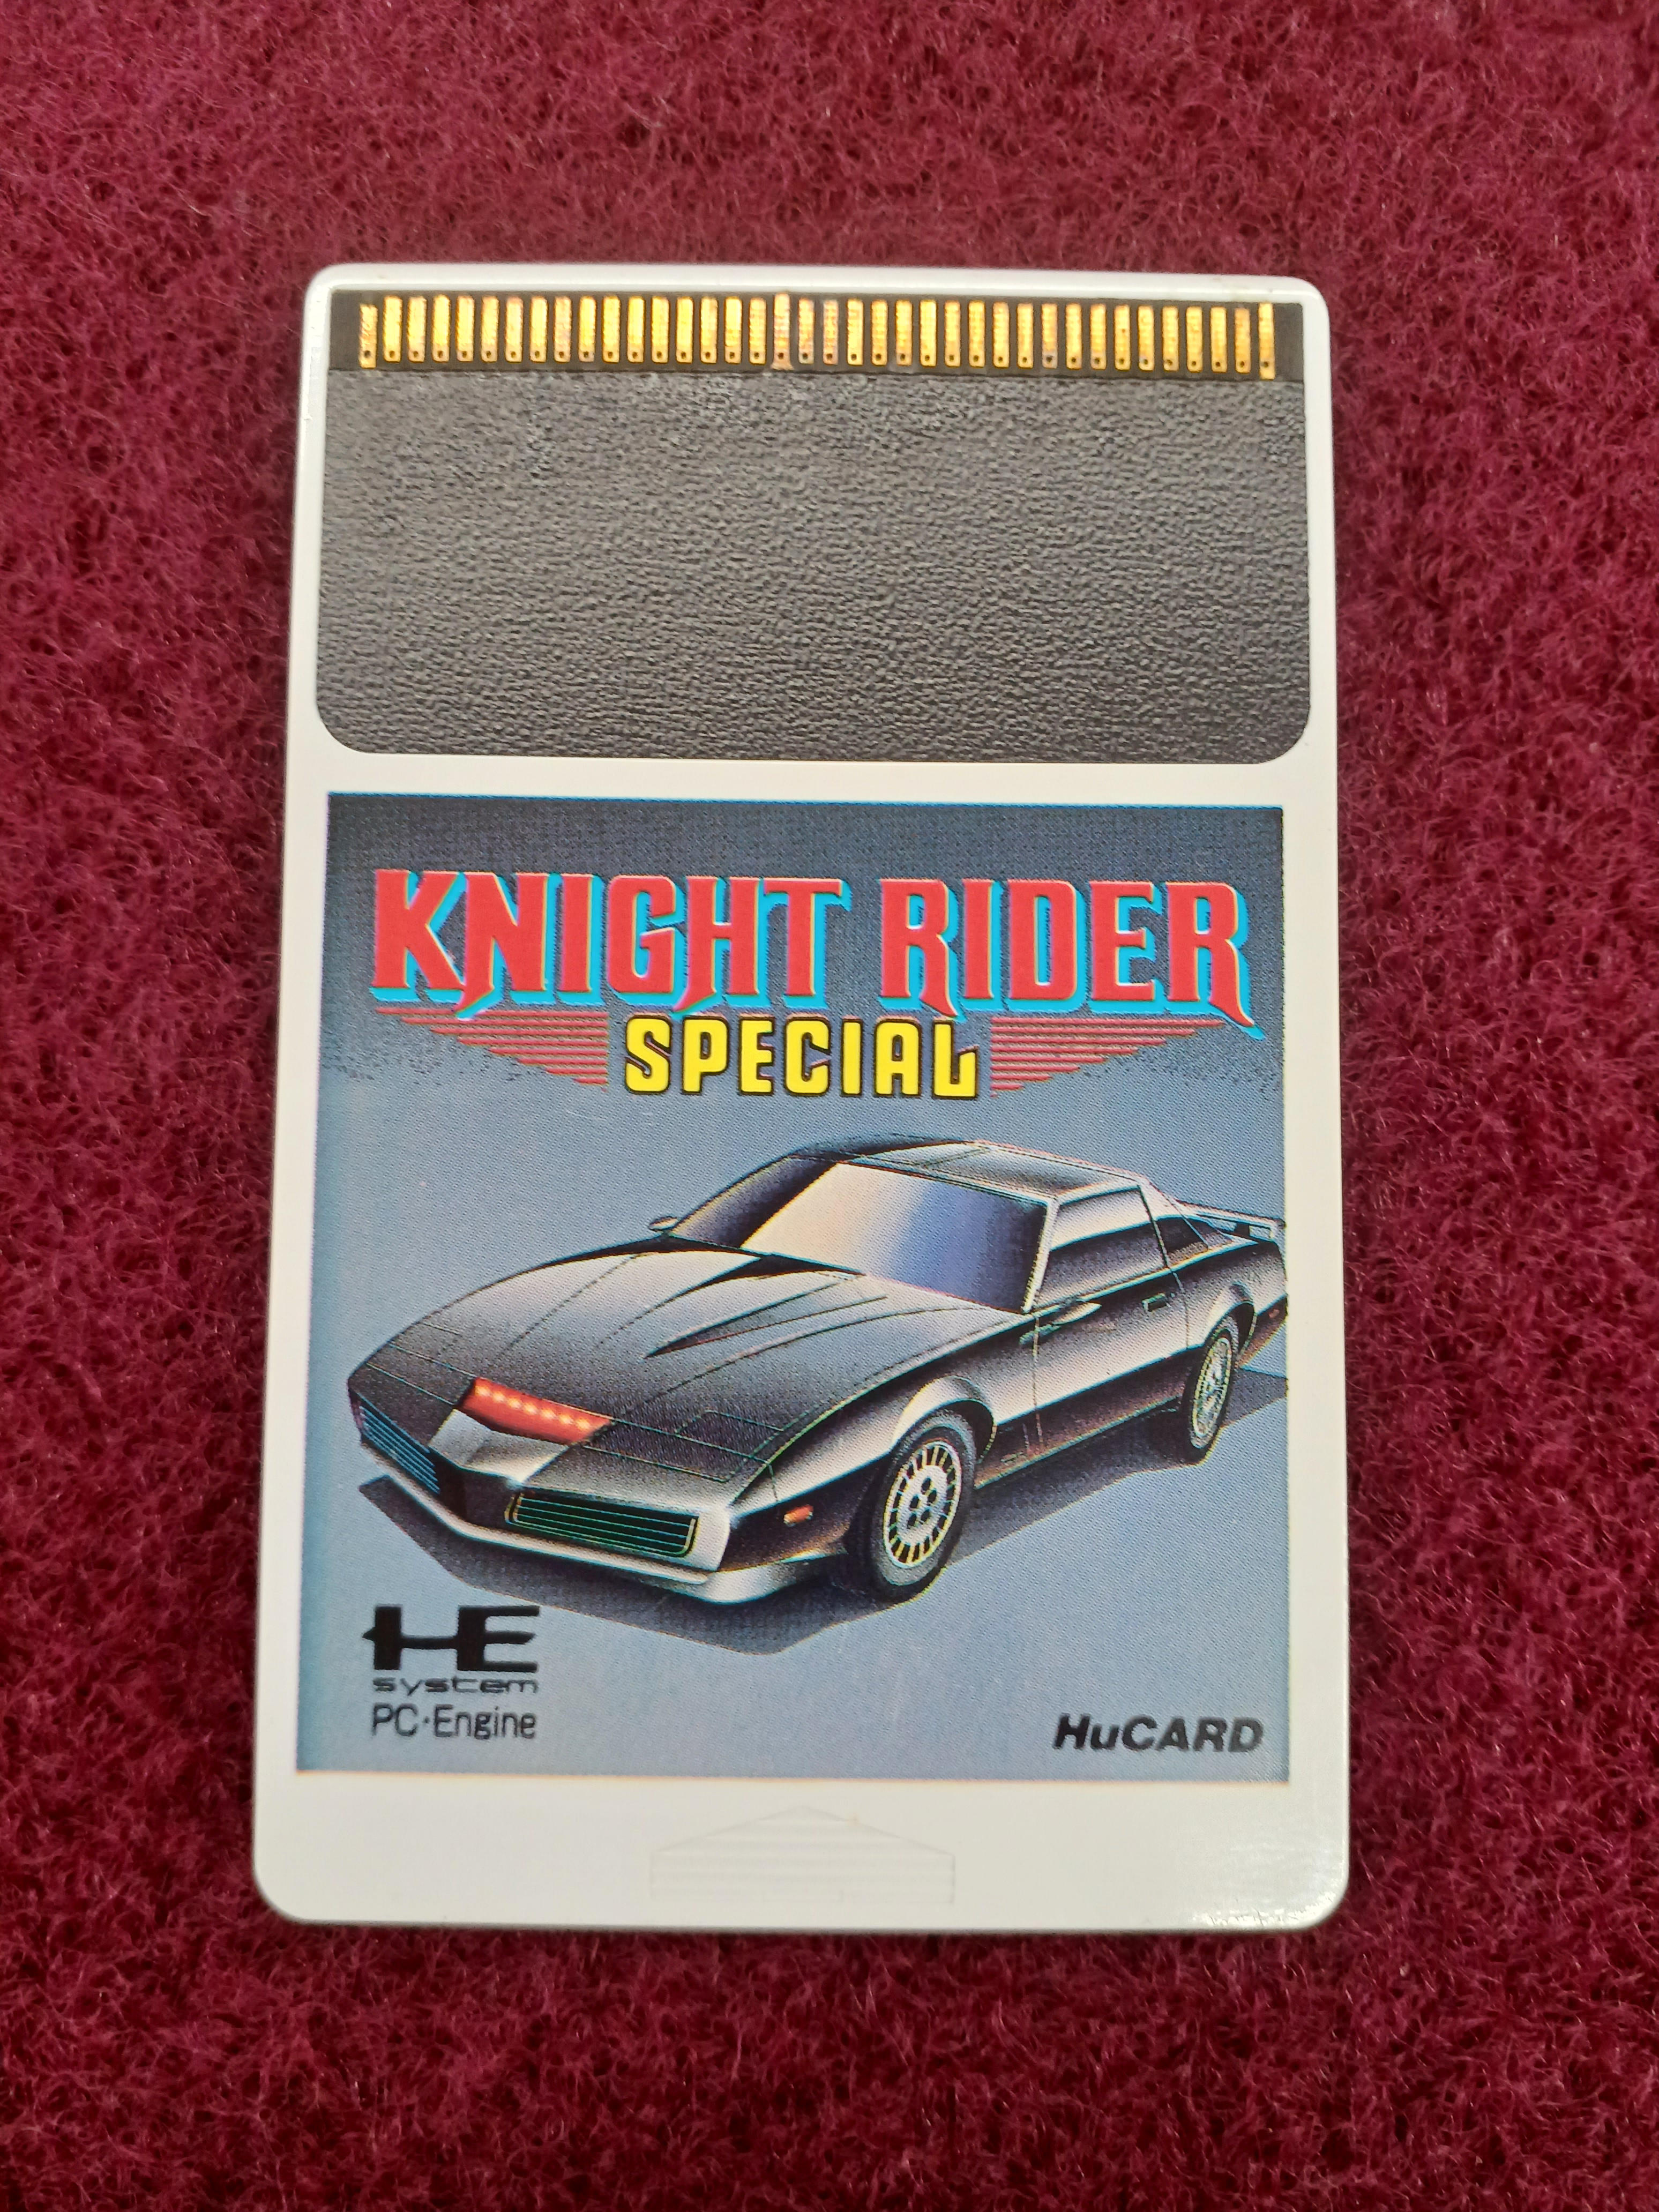 KNIGHT RIDER
SPECIAL
HE
system
PC·Engine
HuCARD